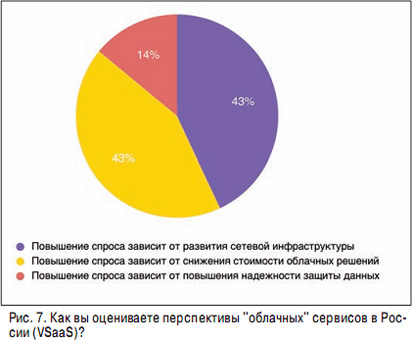 14%
43%
43%
Повышение спроса зависит от развития сетевой инфраструктуры
Повышение спроса зависит от снижения стоимости облачных решений
Повышение спроса зависит от повышения надежности защиты данных
Рис. 7. Как вы оцениваете перспективы "облачных" сервисов в Рос-
сии (VSaaS)?